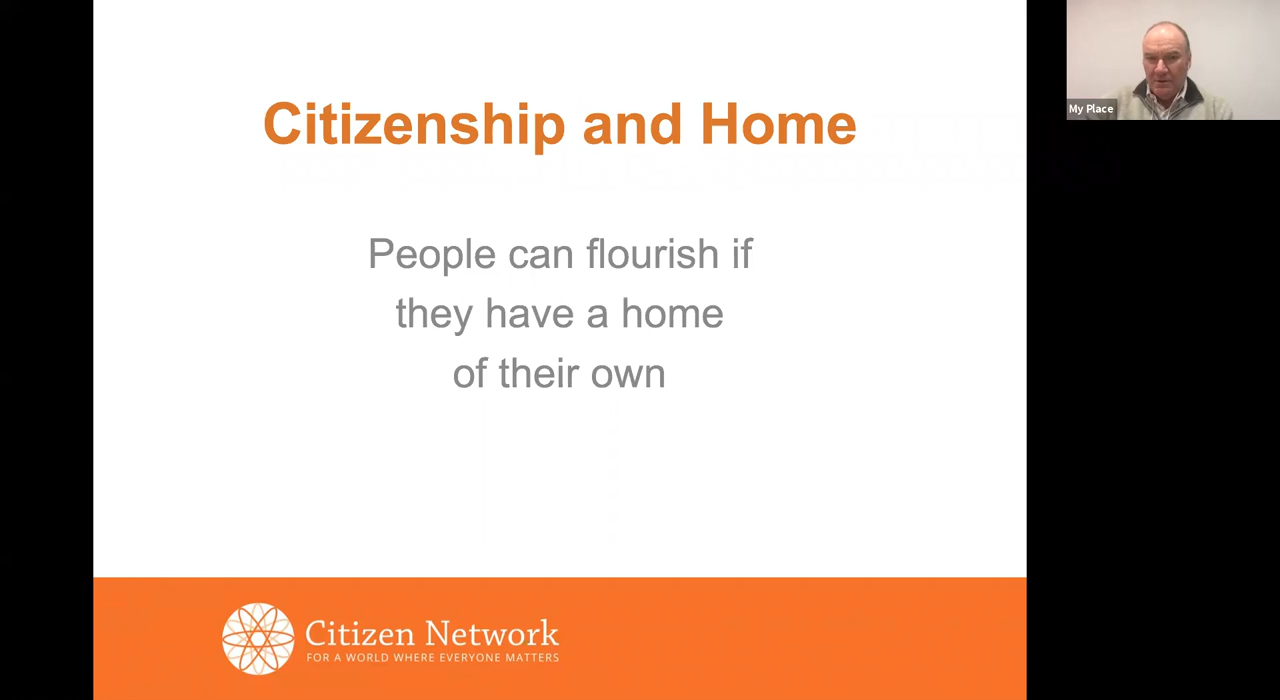 Citizenship and Home
People can flourish if
they have a home
of their own
Citizen Network
FOR A WORLD WHERE EVERYONE MATTERS
My Place